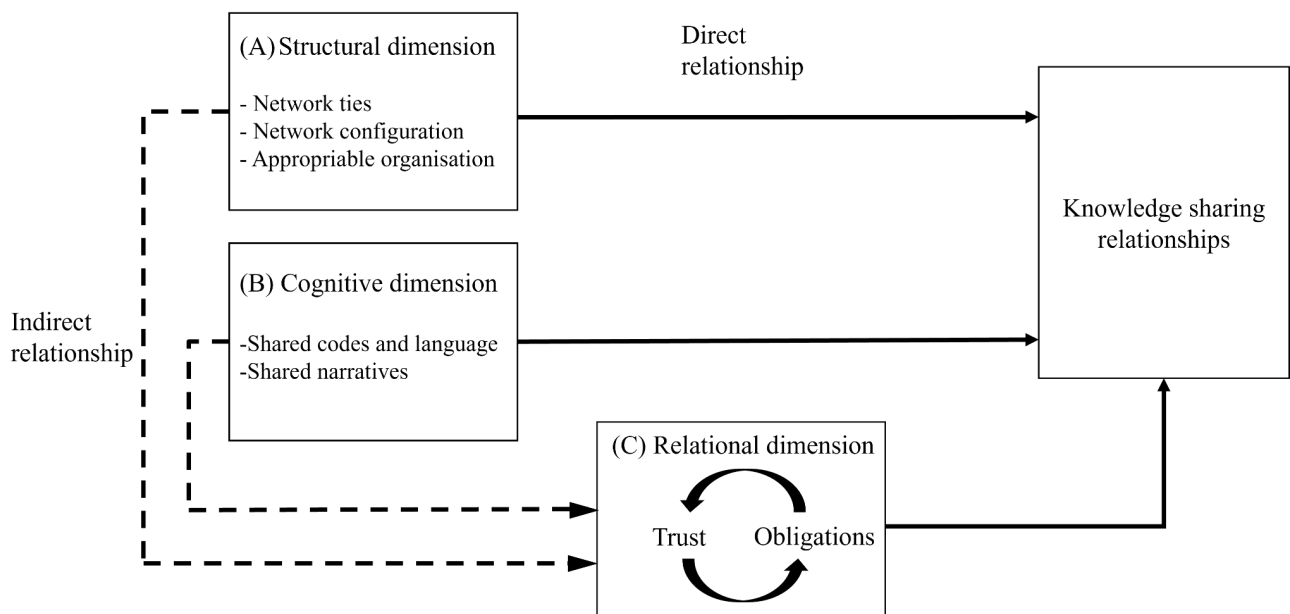 (A) Structural dimension
- Network ties
- Network configuration
- Appropriable organisation
Direct
relationship
Knowledge sharing
relationships
(B) Cognitive dimension
-Shared codes and language
-Shared narratives
Indirect
relationship
(C) Relational dimension
Trust
Obligations